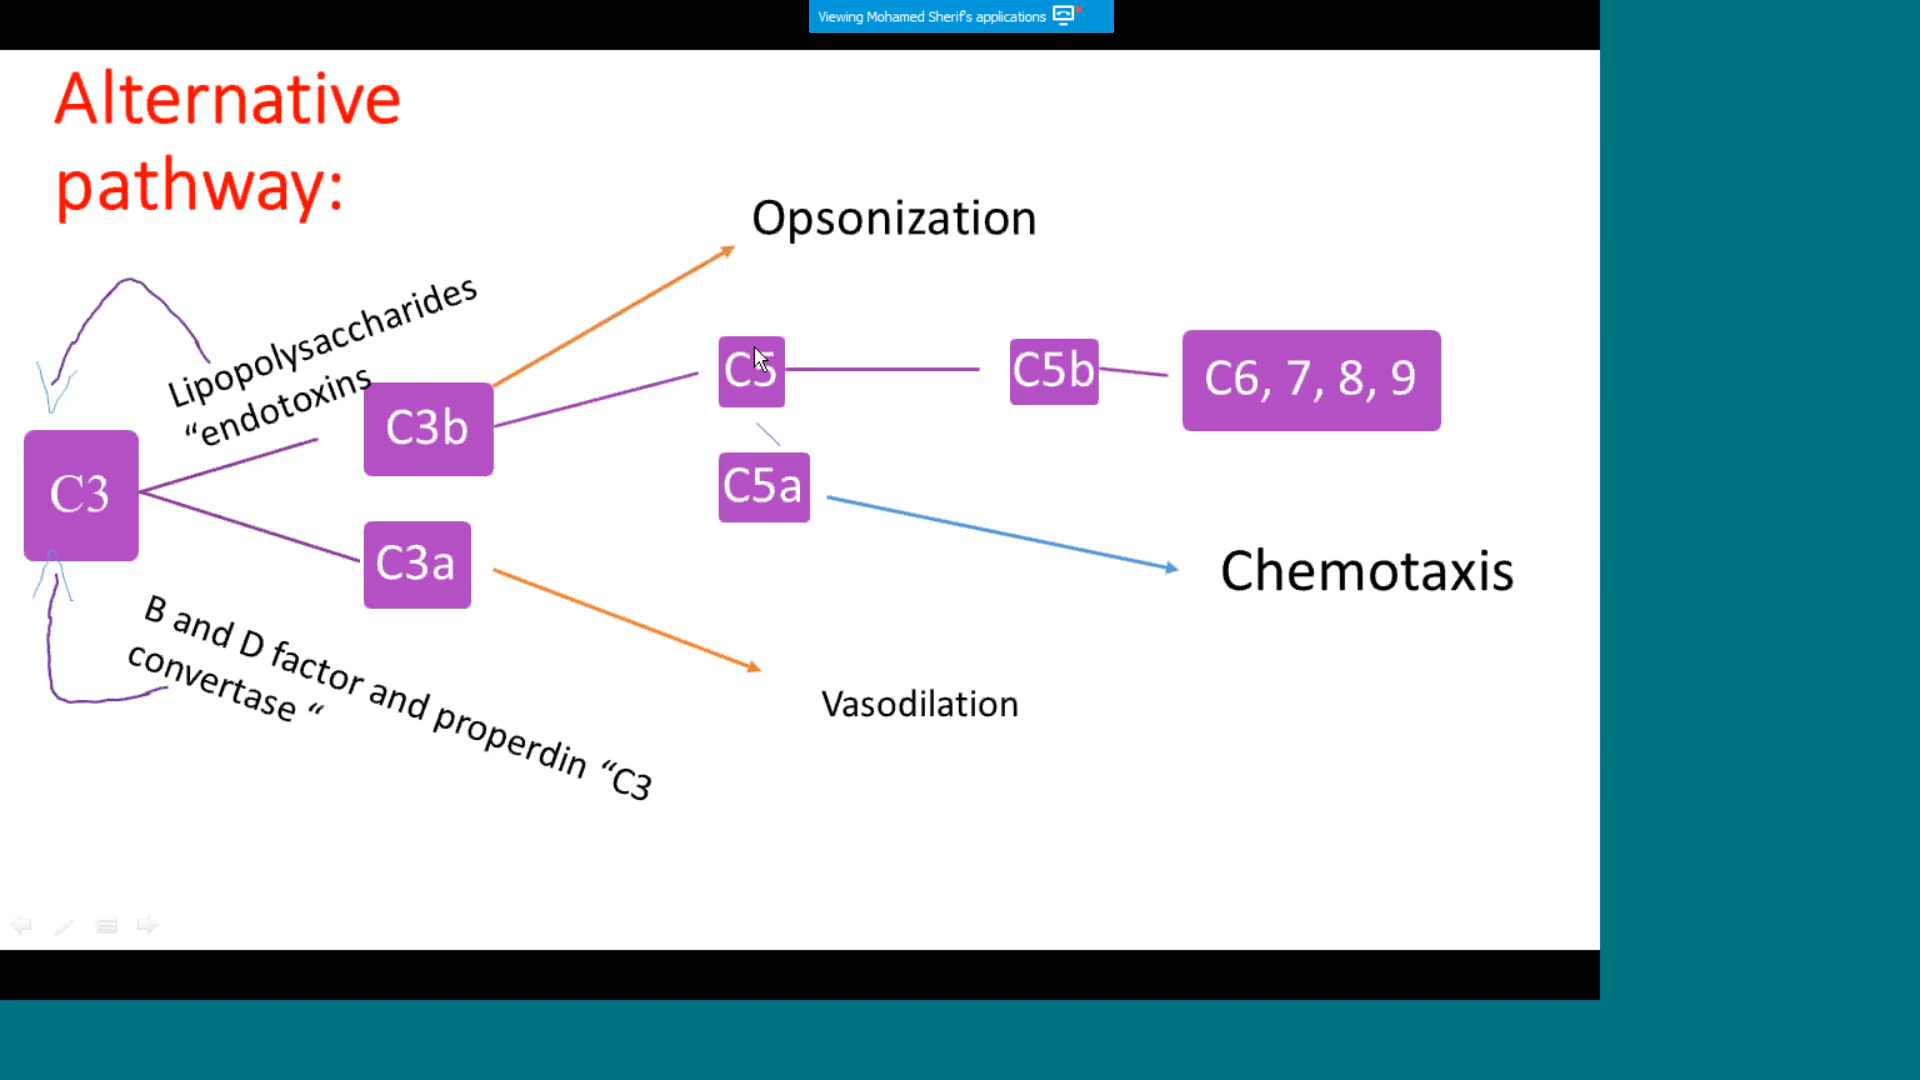 Viewing Mohamed Sherif's applications
Alternative
pathway:
Opsonization
Lipopolysaccharides
“endotoxins
C3
C3b
C3a
C5
C5b
C6, 7, 8, 9
C5a
Chemotaxis
B and D factor and properdin “C3
convertase “
Vasodilation